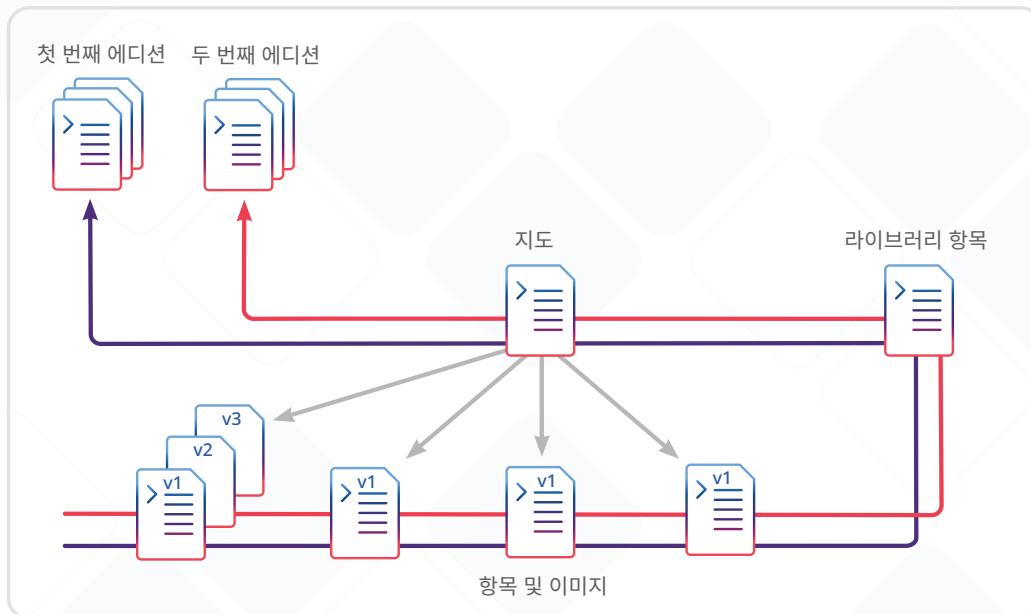 첫 번째 에디션
두 번째 에디션
지도
라이브러리 항목
v3
v2
v1
v1
v1
v1
항목 및 이미지